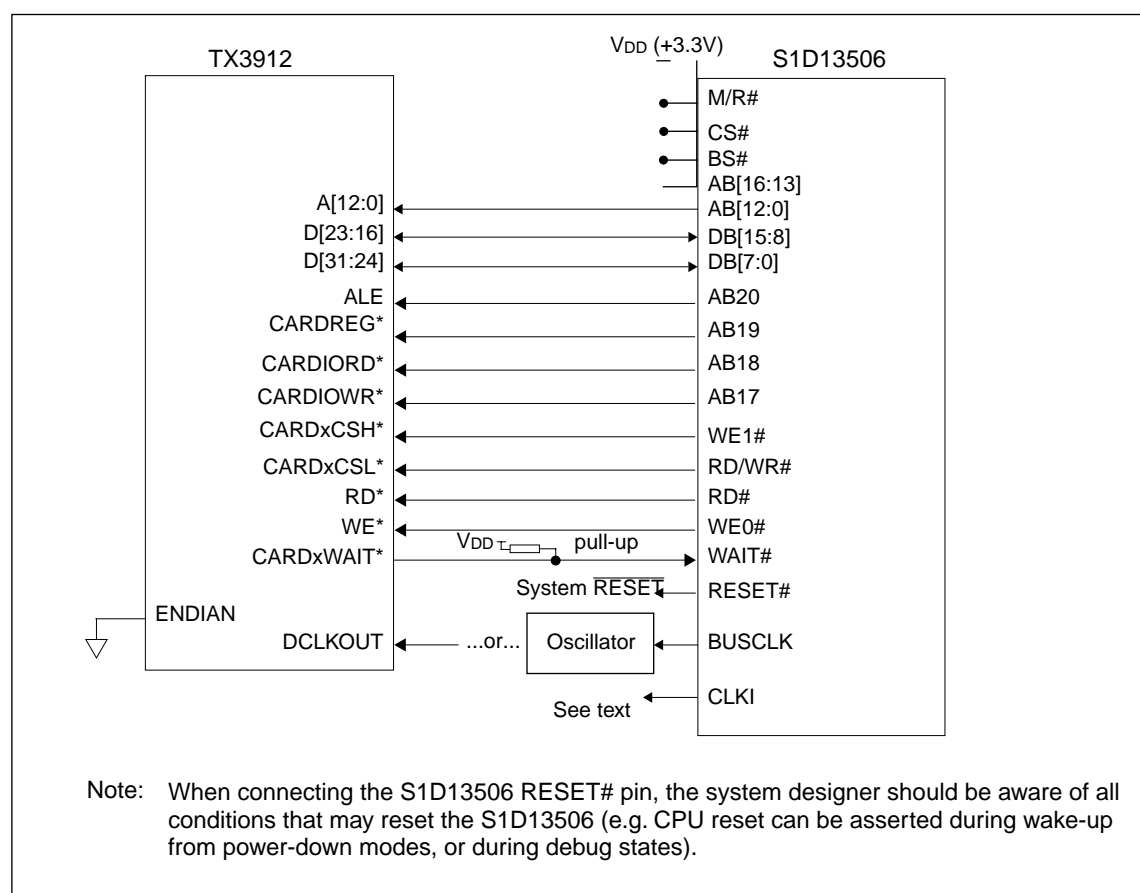 VDD (+3.3V)
TX3912
S1D13506
M/R#
CS#
BS#
AB[16:13]
A[12:0]
AB[12:0]
D[23:16]
DB[15:8]
D[31:24]
DB[7:0]
ALE
AB20
CARDREG*
AB19
CARDIORD*
AB18
CARDIOWR*
AB17
CARDxCSH*
WE1#
CARDxCSL*
RD/WR#
RD*
RD#
WE*
WE0#
VDD
pull-up
CARDxWAIT*
WAIT#
System RESET
RESET#
ENDIAN
DCLKOUT
...or...
Oscillator
BUSCLK
See text
CLKI
Note: When connecting the S1D13506 RESET# pin, the system designer should be aware of all
conditions that may reset the S1D13506 (e.g. CPU reset can be asserted during wake-up
from power-down modes, or during debug states).